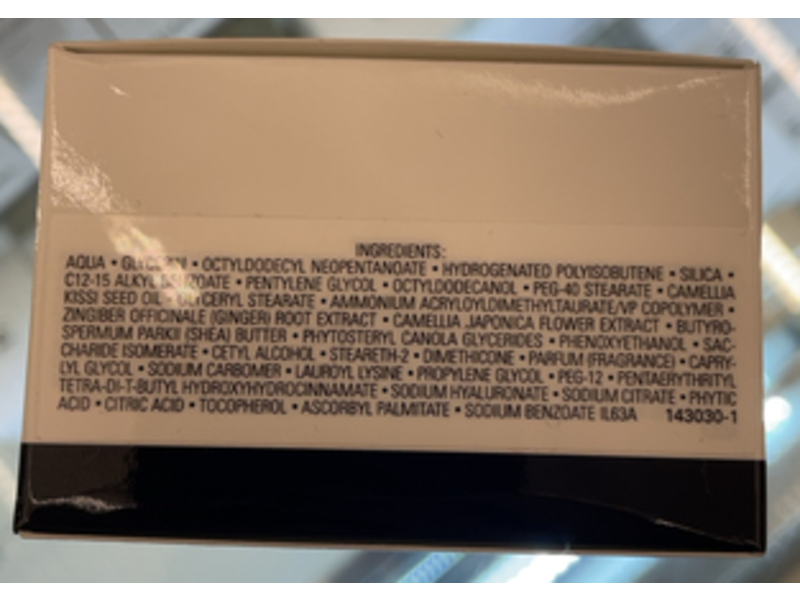 INGREDIENTS:
AQUA • GLYCERIN • OCTYLDODECYL NEOPENTANOATE • HYDROGENATED POLYISOBUTENE • SILICA •
C12-15 ALKYL BENZOATE • PENTYLENE GLYCOL • OCTYLDODECANOL • PEG-40 STEARATE • CAMELLIA
KISSI SEED OIL • GLYCERYL STEARATE • AMMONIUM ACRYLOYLDIMETHYLTAURATE/VP COPOLYMER •
ZINGIBER OFFICINALE (GINGER) ROOT EXTRACT • CAMELLIA JAPONICA FLOWER EXTRACT • BUTYRO-
SPERMUM PARKII (SHEA) BUTTER • PHYTOSTERYL CANOLA GLYCERIDES • PHENOXYETHANOL • SAC-
CHARIDE ISOMERATE • CETYL ALCOHOL • STEARETH-2 • DIMETHICONE • PARFUM (FRAGRANCE) • CAPRY-
LYL GLYCOL • SODIUM CARBOMER • LAUROYL LYSINE • PROPYLENE GLYCOL • PEG-12 • PENTAERYTHRITYL
TETRA-DI-T-BUTYL HYDROXYHYDROCINNAMATE • SODIUM HYALURONATE • SODIUM CITRATE • PHYTIC
ACID • CITRIC ACID • TOCOPHEROL • ASCORBYL PALMITATE • SODIUM BENZOATE IL63A 143030-1